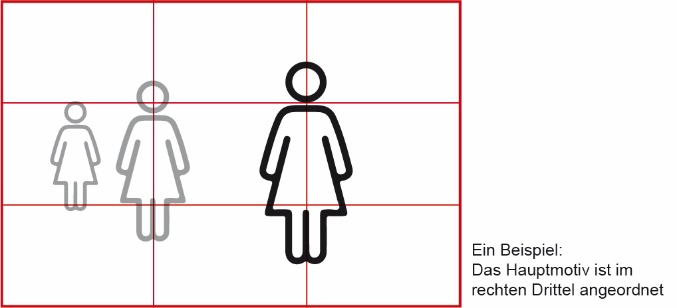 Ein Beispiel:
Das Hauptmotiv ist im
rechten Drittel angeordnet